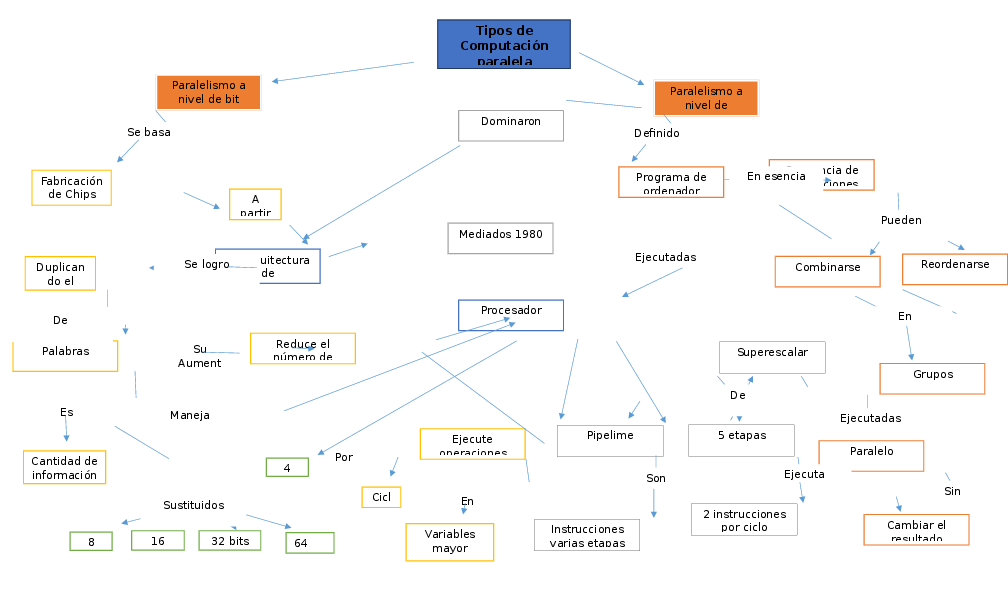 Tipos de
Computación
paralela
Paralelismo a
nivel de bit
Paralelismo a
nivel de
Dominaron
Se basa
Definido
Fabricación
de Chips
Programa de
ordenador
En esencia
ncia de
ciones
A
partir
Pueden
Mediados 1980
Se logro
uitectura
de
Ejecutadas
Duplican
do el
Combinarse
Reordenarse
De
Procesador
En
Palabras
Su
Aument
Reduce el
número de
Superescalar
Grupos
De
Es
Maneja
Ejecutadas
Ejecute
operaciones
Pipelime
5 etapas
Paralelo
Cantidad de
información
4
Por
Son
Ejecuta
Sin
Cicl
En
Sustituidos
8
16
32 bits
64
Variables
mayor
Instrucciones
varias etapas
2 instrucciones
por ciclo
Cambiar el
resultado